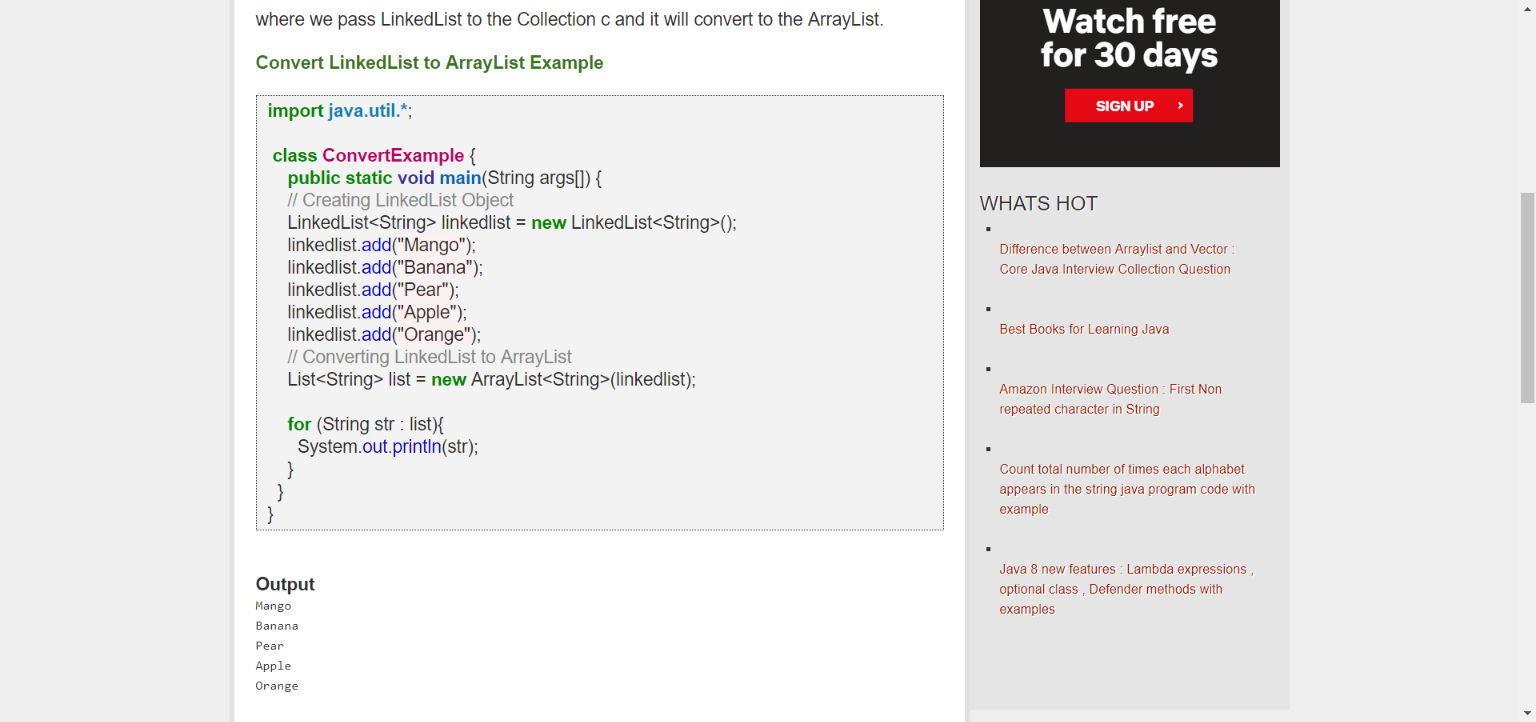 where we pass LinkedList to the Collection c and it will convert to the ArrayList.
Convert LinkedList to ArrayList Example
import java.util.*;
class ConvertExample {
public static void main(String args[]) {
// Creating LinkedList Object
LinkedList<String> linkedlist = new LinkedList<String>();
linkedlist.add("Mango");
linkedlist.add("Banana");
linkedlist.add("Pear");
linkedlist.add("Apple");
linkedlist.add("Orange");
// Converting LinkedList to ArrayList
List<String> list = new ArrayList<String>(linkedlist);
for (String str : list){
System.out.println(str);
}
}
}
Output
Mango
Banana
Pear
Apple
Orange
Watch free
for 30 days
SIGN UP ›
WHATS HOT
Difference between Arraylist and Vector :
Core Java Interview Collection Question
Best Books for Learning Java
Amazon Interview Question : First Non
repeated character in String
Count total number of times each alphabet
appears in the string java program code with
example
Java 8 new features : Lambda expressions ,
optional class , Defender methods with
examples